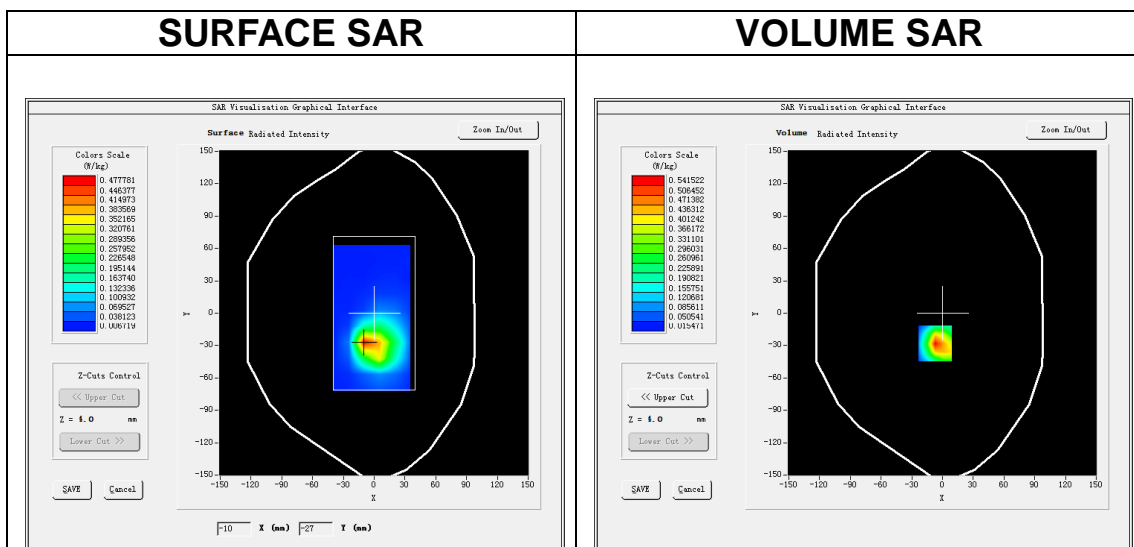 SURFACE SAR
VOLUME SAR
SAR Visualisation Graphical Interface
Surface Radiated Intensity
Zoom In/Out
Colors Scale
(W/kg)
0.477781
0.446377
0.414973
0.383569
0.352165
0.320761
0.289356
0.257952
0.226548
0.195144
0.163740
0.132336
0.100932
0.069527
0.038123
0.006719
150
120
90
60
30
0
-30
-60
-90
-120
-150
Y
-150 -120 -90 -60 -30 0 30 60 90 120 150
X
Z-Cuts Control
<< Upper Cut
Z = 4.0 mm
Lower Cut >>
SAVE Cancel
-10 X (mm) -27 Y (mm)
SAR Visualisation Graphical Interface
Volume Radiated Intensity
Zoom In/Out
Colors Scale
(W/kg)
0.541522
0.506452
0.471382
0.436312
0.401242
0.366172
0.331101
0.296031
0.260961
0.225891
0.190821
0.155751
0.120681
0.085611
0.050541
0.015471
150
120
90
60
30
0
-30
-60
-90
-120
-150
Y
-150 -120 -90 -60 -30 0 30 60 90 120 150
X
Z-Cuts Control
<< Upper Cut
Z = 4.0 mm
Lower Cut >>
SAVE Cancel